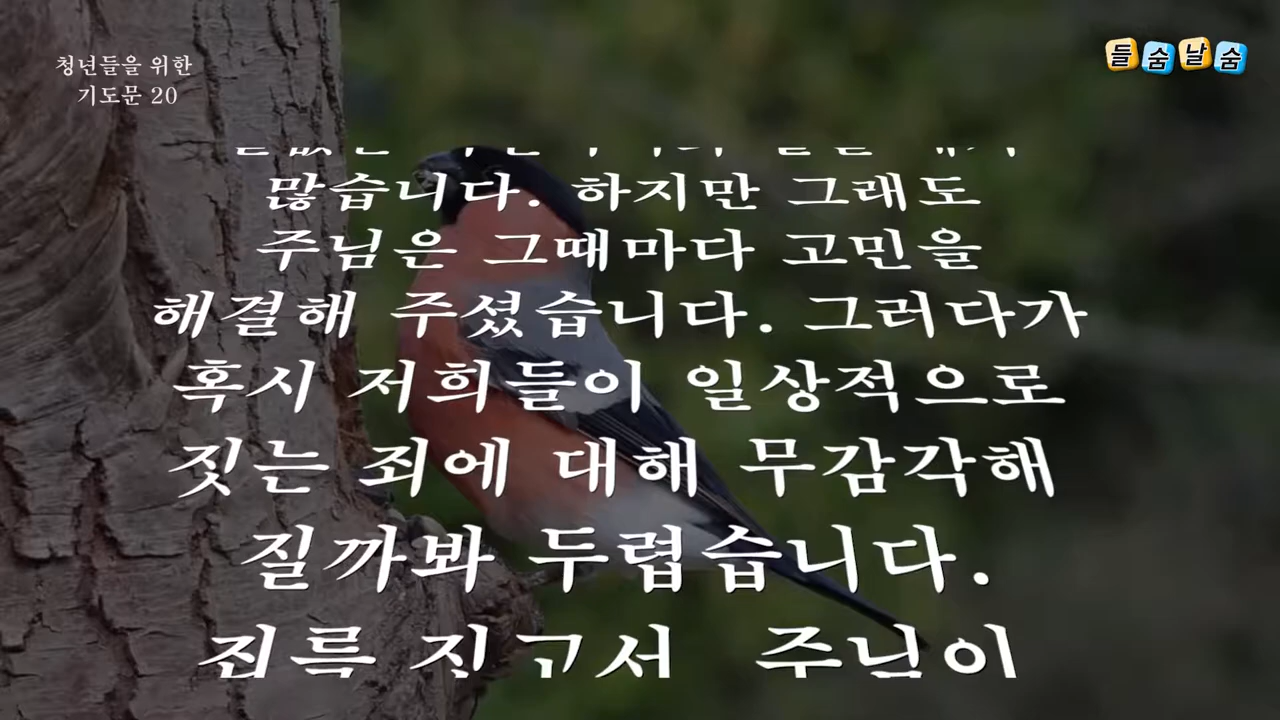 청년들을 위한
기도문 20
들숨날숨
많습니다. 하지만 그래도
주님은 그때마다 고민을
해결해 주셨습니다. 그러다가
혹시 저희들이 일상적으로
짓는 죄에 대해 무감각해
질까봐 두렵습니다.
주님이